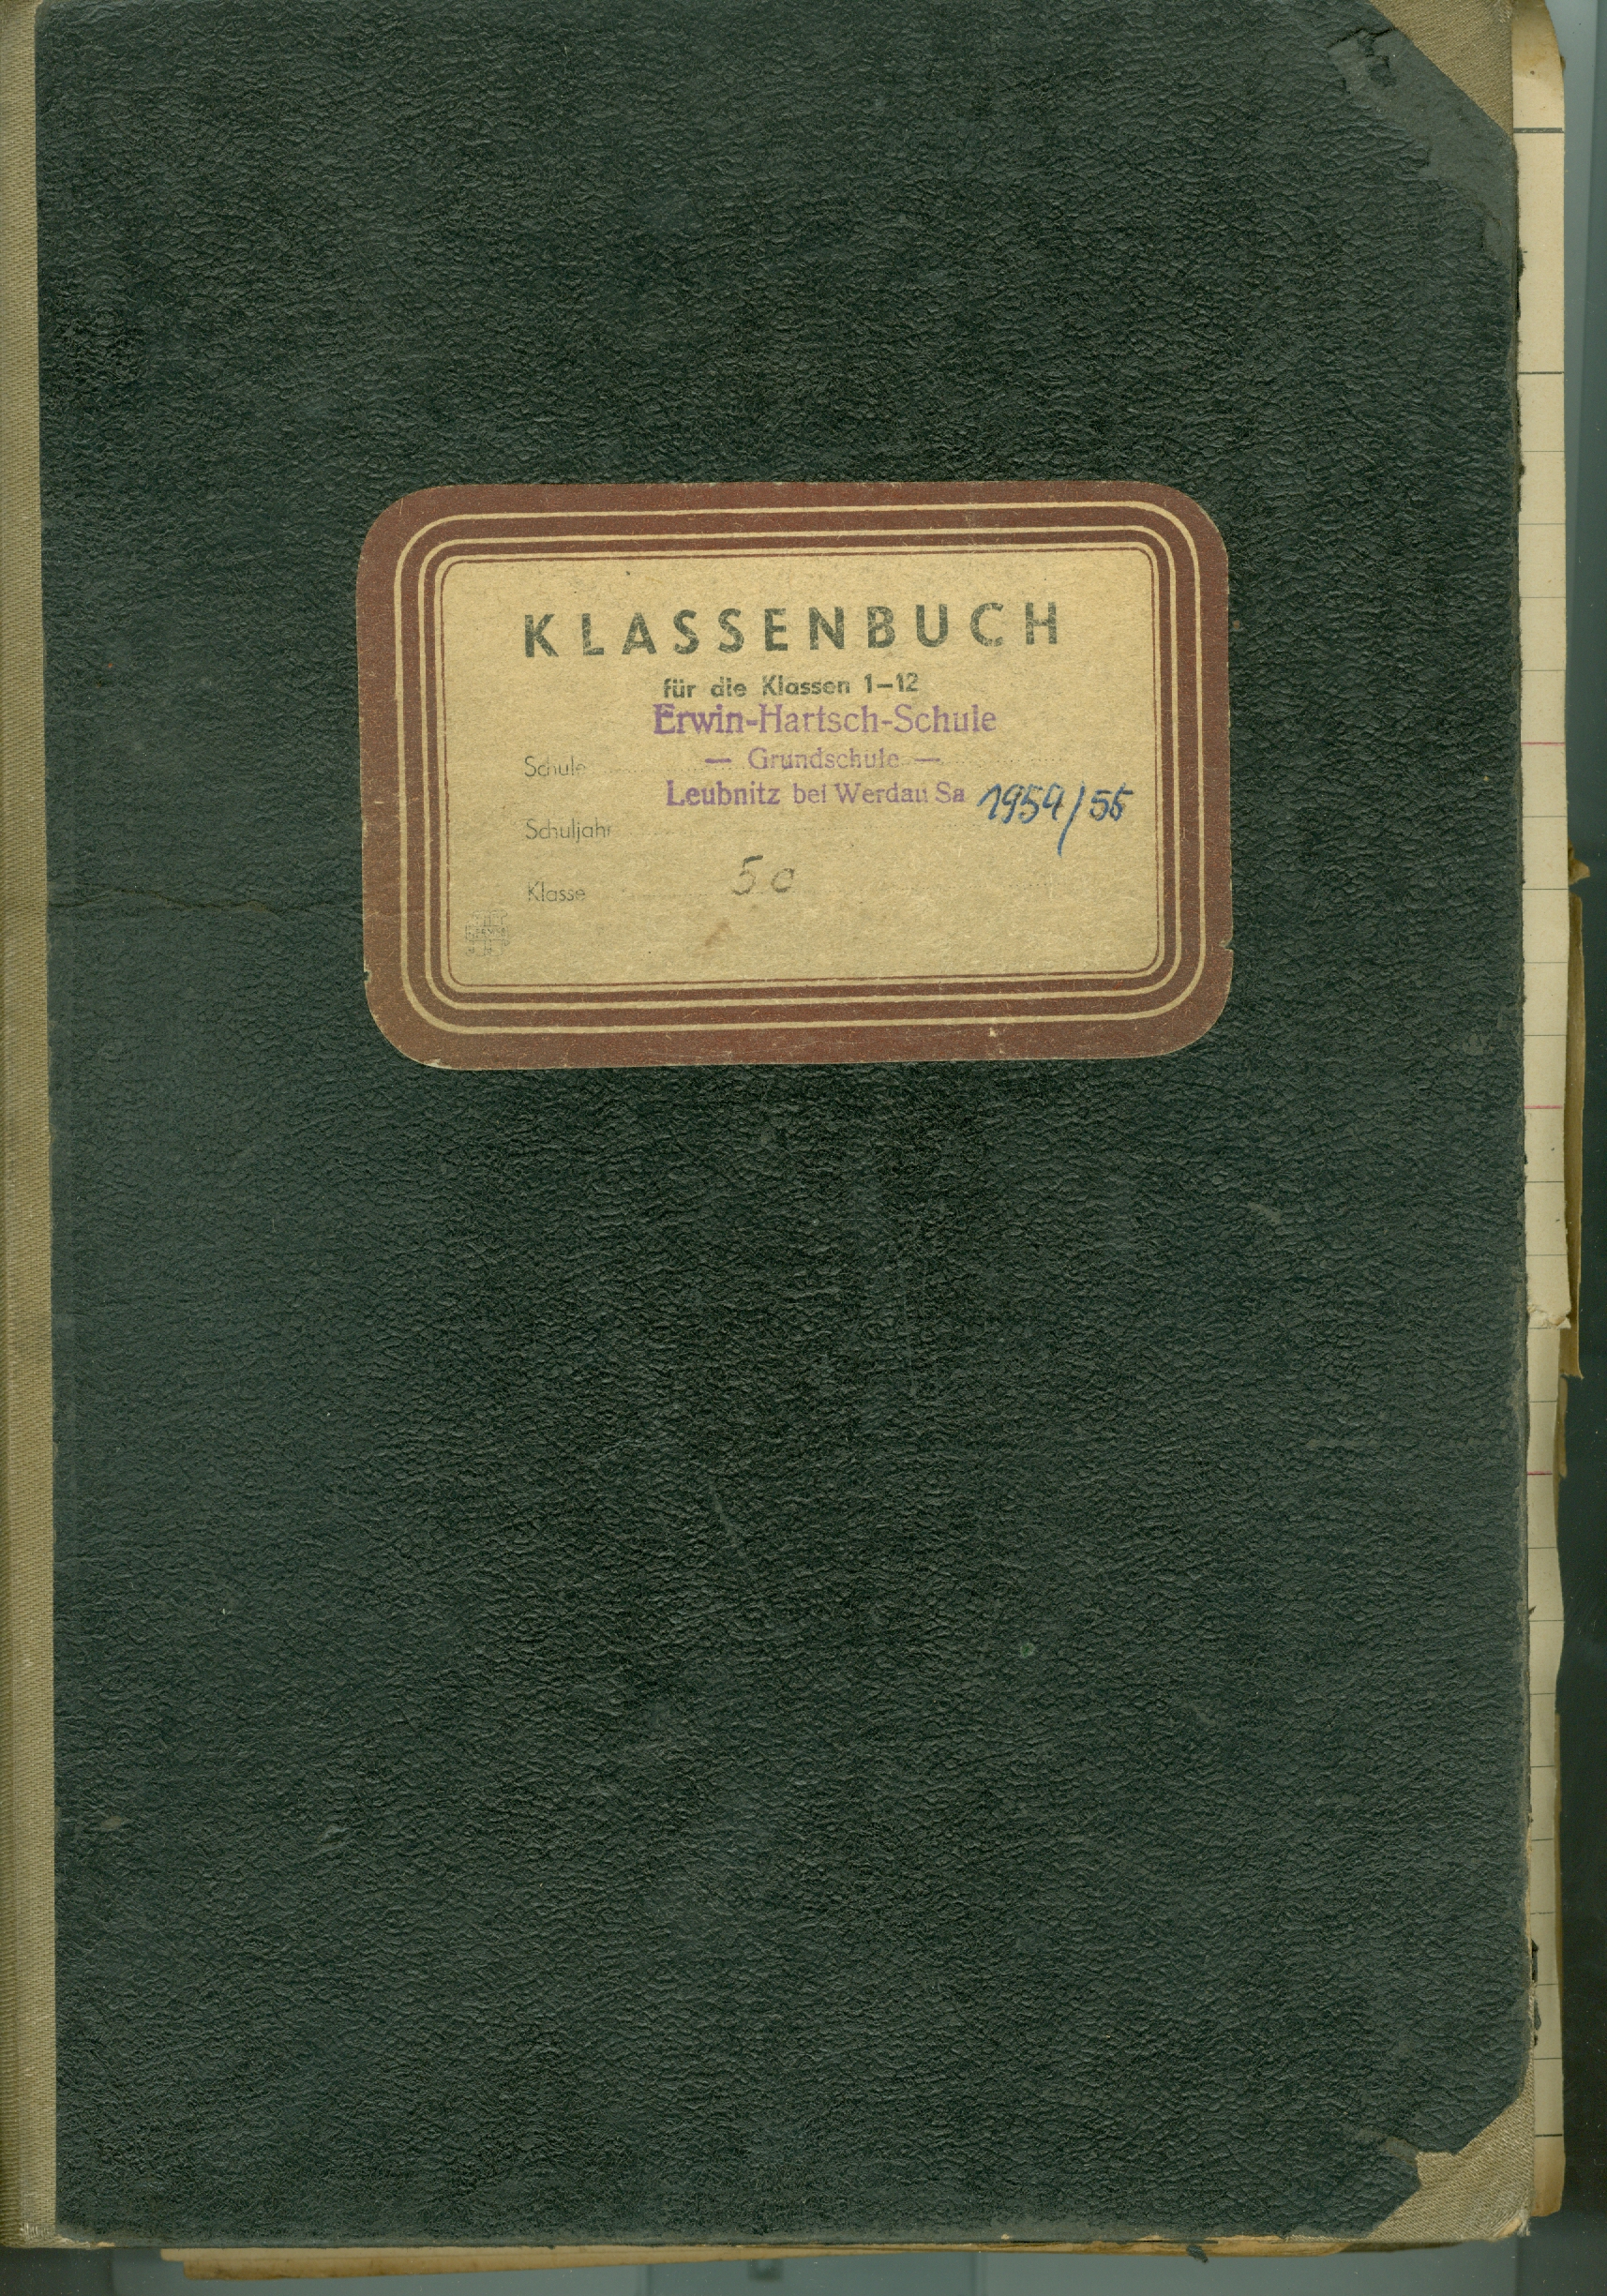 KLASSENBUCH
für die Klassen 1–12
Erwin-Hartsch-Schule
Schule — Grundschule —
Leubnitz bei Werdau Sa 1954/55
Schuljahr
Klasse 5c